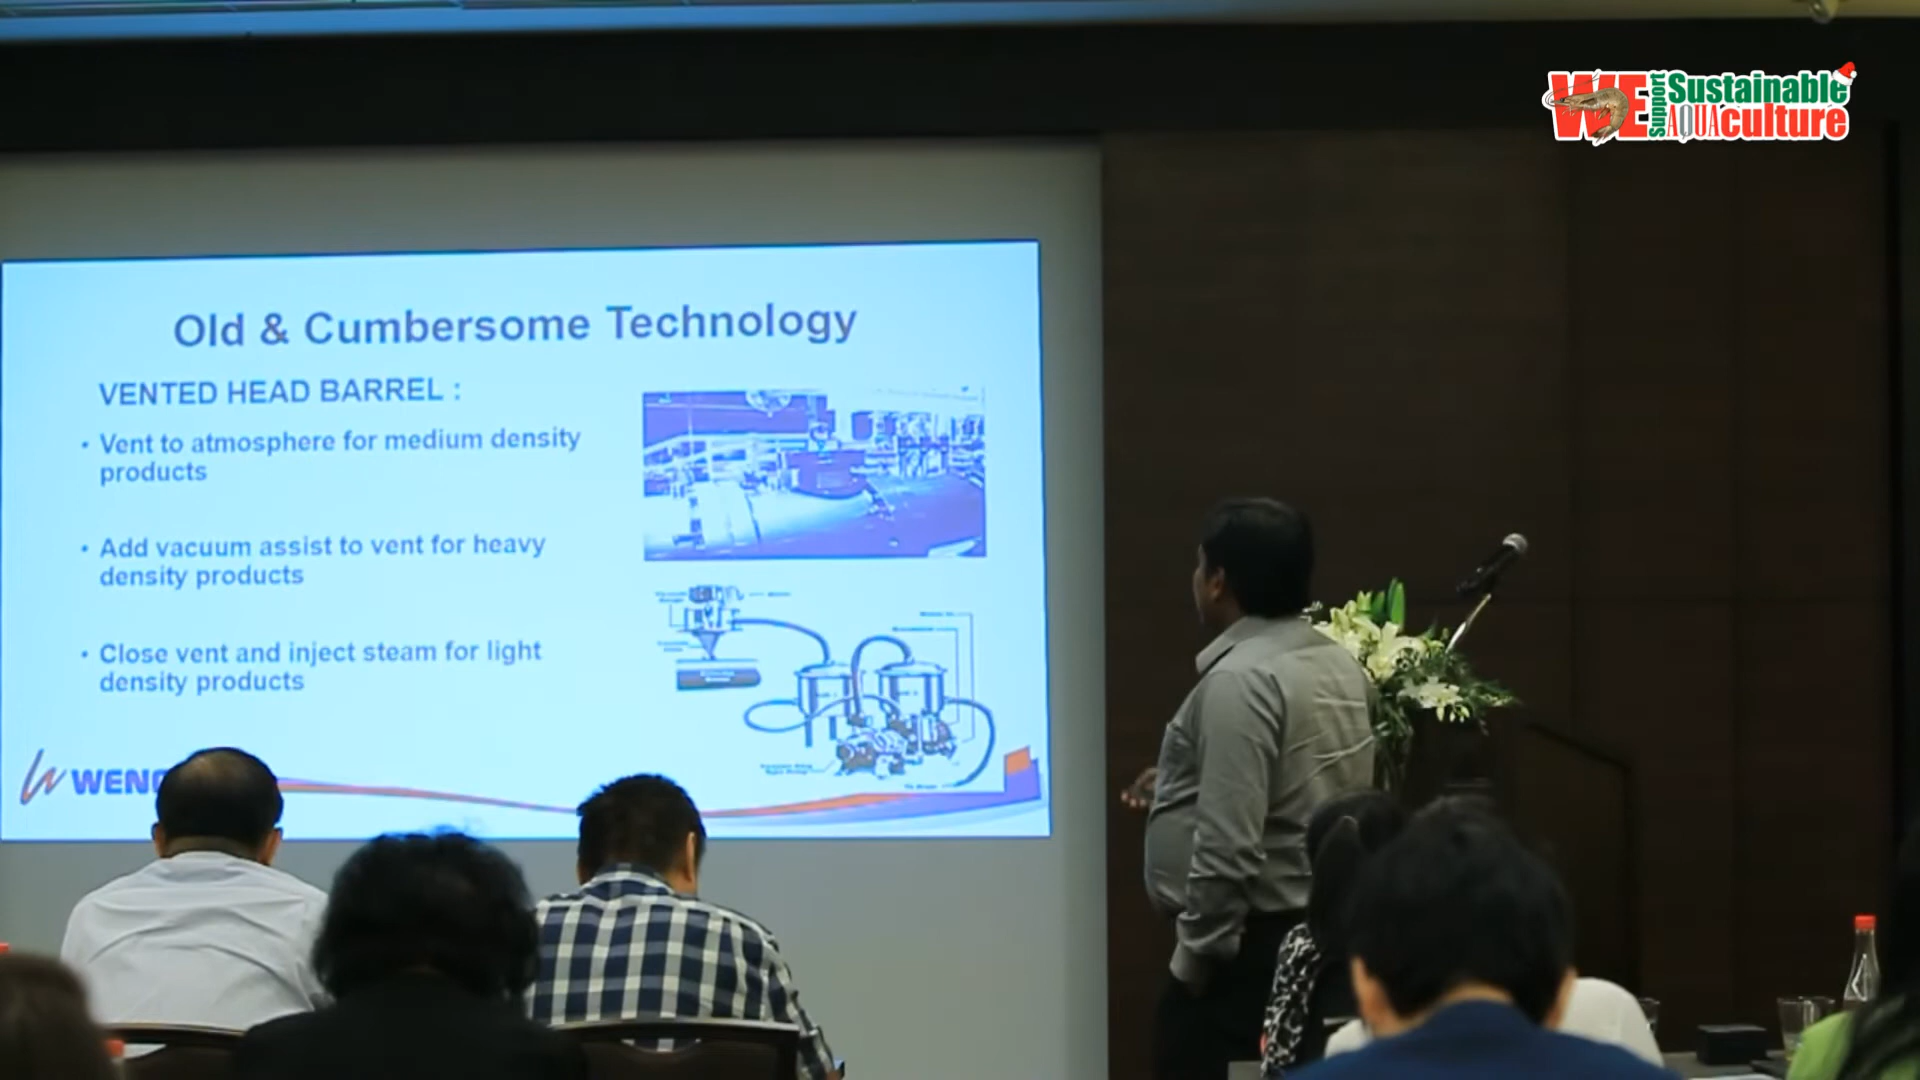 WE Support Sustainable AQUAculture
Old & Cumbersome Technology
VENTED HEAD BARREL :
• Vent to atmosphere for medium density
products
• Add vacuum assist to vent for heavy
density products
• Close vent and inject steam for light
density products
WENG